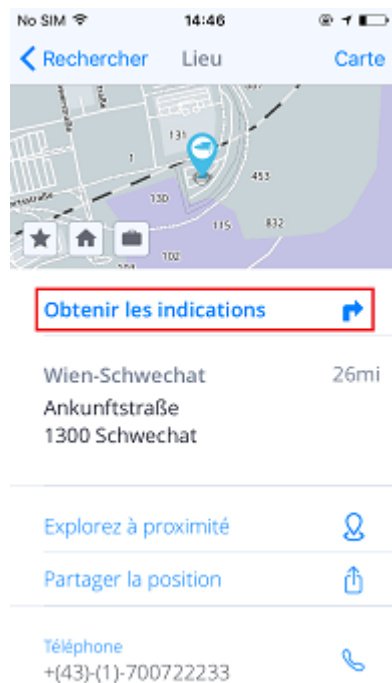 No SIM 14:46
Rechercher Lieu Carte
131
1
453
130
115 832
102
Obtenir les indications
Wien-Schwechat 26mi
Ankunftstraße
1300 Schwechat
Explorez à proximité
Partager la position
Téléphone
+(43)-(1)-700722233